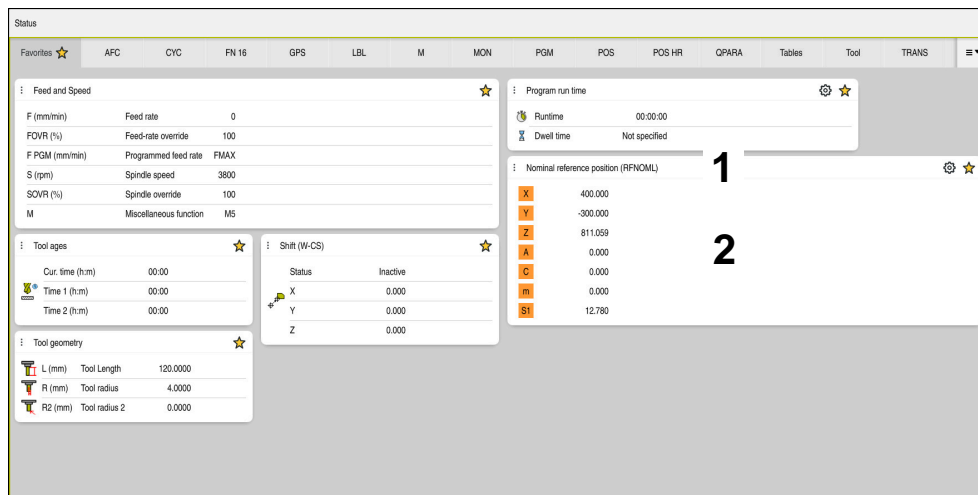 Status
Favorites AFC CYC FN 16 GPS LBL M MON PGM POS POS HR QPARA Tables Tool TRANS
Feed and Speed
F (mm/min) Feed rate 0
FOVR (%) Feed-rate override 100
F PGM (mm/min) Programmed feed rate FMAX
S (rpm) Spindle speed 3800
SOVR (%) Spindle override 100
M Miscellaneous function M5
Program run time
Runtime 00:00:00
Dwell time Not specified
1
Nominal reference position (RFNOML)
X 400.000
Y -300.000
Z 811.059
A 0.000
C 0.000
m 0.000
S1 12.780
2
Tool ages
Cur. time (h:m) 00:00
Time 1 (h:m) 00:00
Time 2 (h:m) 00:00
Shift (W-CS)
Status Inactive
X 0.000
Y 0.000
Z 0.000
Tool geometry
L (mm) Tool Length 120.0000
R (mm) Tool radius 4.0000
R2 (mm) Tool radius 2 0.0000